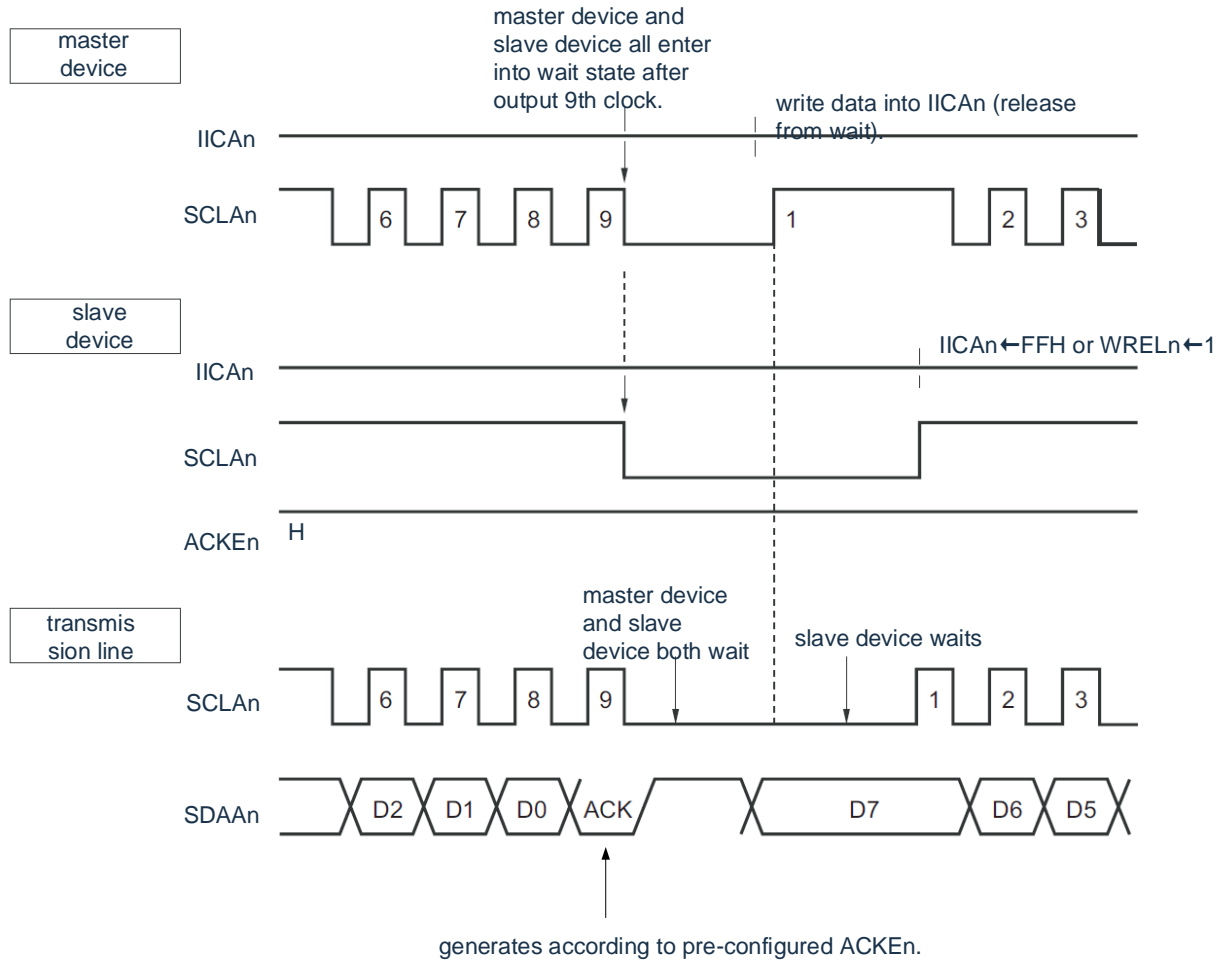 master device and
slave device all enter
into wait state after
output 9th clock.
master
device
write data into IICAn (release
from wait).
IICAn
SCLAn
6 7 8 9 1 2 3
slave
device
IICAn←FFH or WRELn←1
IICAn
SCLAn
H
ACKEn
master device
and slave
device both wait
slave device waits
transmis
sion line
SCLAn
6 7 8 9 1 2 3
SDAAn
D2 D1 D0 ACK D7 D6 D5
generates according to pre-configured ACKEn.